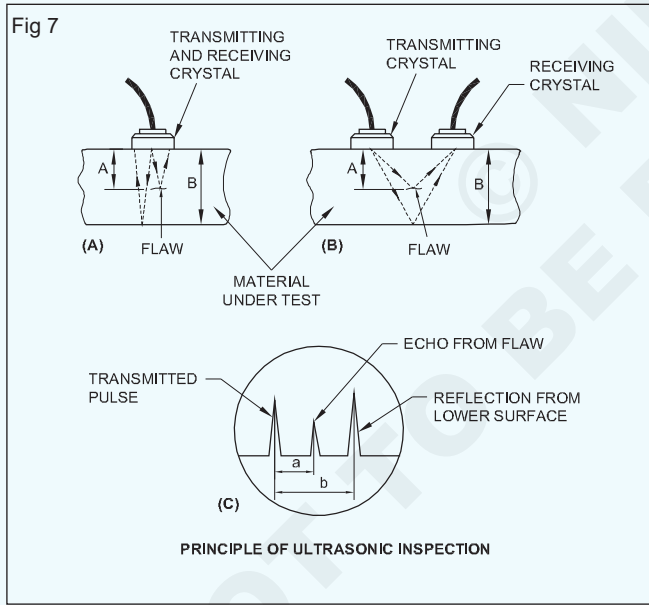 Fig 7
TRANSMITTING
AND RECEIVING
CRYSTAL
TRANSMITTING
CRYSTAL
RECEIVING
CRYSTAL
A
B
A
B
(A)
FLAW
(B)
FLAW
MATERIAL
UNDER TEST
ECHO FROM FLAW
TRANSMITTED
PULSE
REFLECTION FROM
LOWER SURFACE
a
b
(C)
PRINCIPLE OF ULTRASONIC INSPECTION